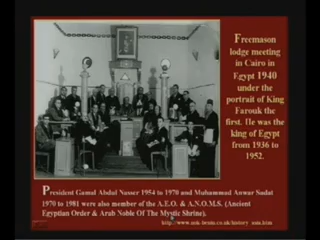 Freemason
lodge meeting
in Cairo in
Egypt 1940
under the
portrait of King
Farouk the
first. He was the
king of Egypt
from 1936 to
1952.
President Gamal Abdul Nasser 1954 to 1970 and Muhammad Anwar Sadat
1970 to 1981 were also member of the A.E.O. & A.N.O.M.S. (Ancient
Egyptian Order & Arab Noble Of The Mystic Shrine).